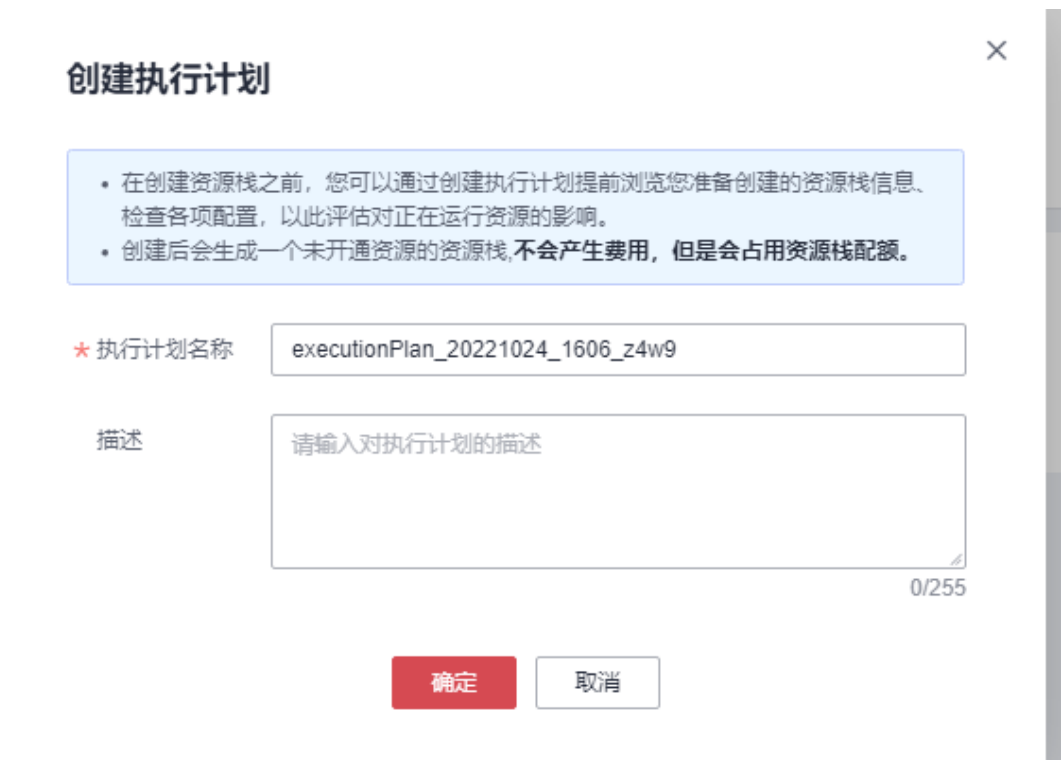 创建执行计划
• 在创建资源栈之前，您可以通过创建执行计划提前浏览您准备创建的资源栈信息、
检查各项配置，以此评估对正在运行资源的影响。
• 创建后会生成一个未开通资源的资源栈,不会产生费用，但是会占用资源栈配额。
* 执行计划名称 executionPlan_20221024_1606_z4w9
描述 请输入对执行计划的描述
0/255
确定 取消